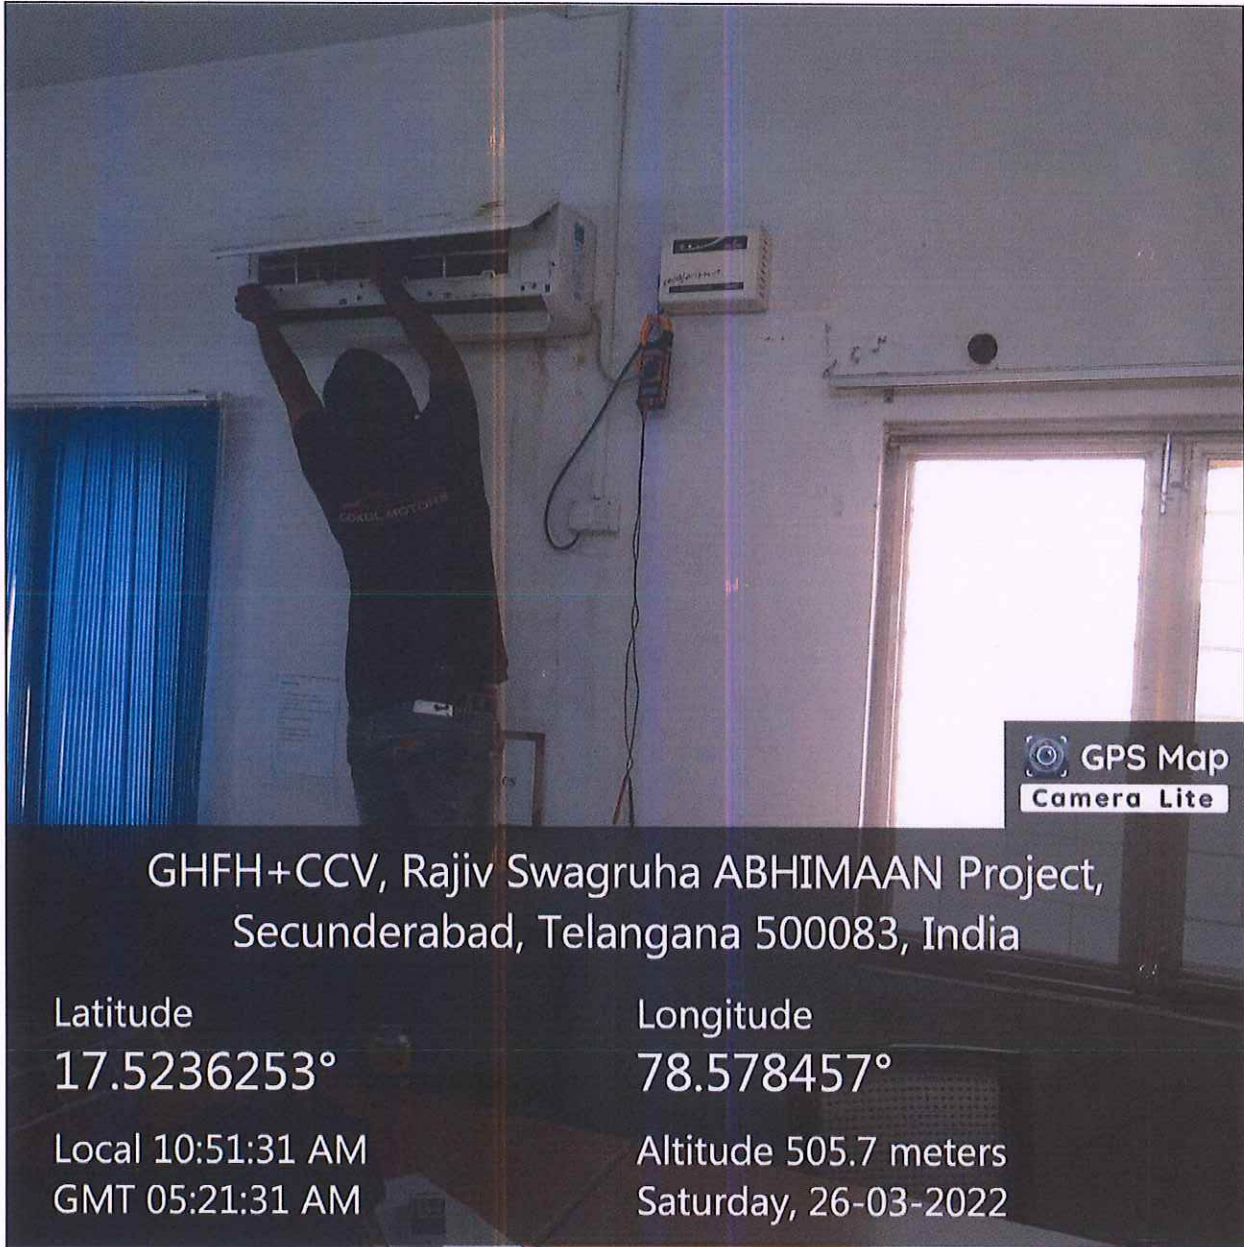 GOKUL MOTORS
GPS Map
Camera Lite
GHFH+CCV, Rajiv Swagruha ABHIMAAN Project,
Secunderabad, Telangana 500083, India
Latitude
17.5236253°
Longitude
78.578457°
Local 10:51:31 AM
GMT 05:21:31 AM
Altitude 505.7 meters
Saturday, 26-03-2022